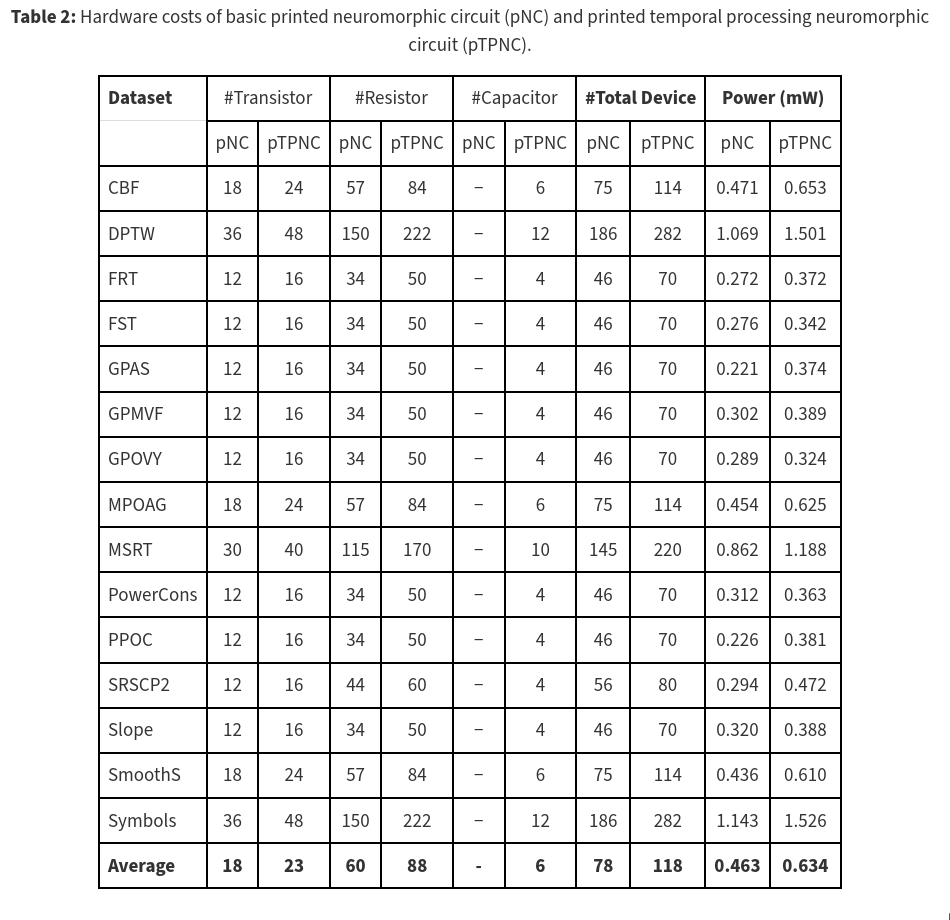 Table 2: Hardware costs of basic printed neuromorphic circuit (pNC) and printed temporal processing neuromorphic
circuit (pTPNC).
Dataset #Transistor #Resistor #Capacitor #Total Device Power (mW)
pNC pTPNC pNC pTPNC pNC pTPNC pNC pTPNC pNC pTPNC
CBF 18 24 57 84 − 6 75 114 0.471 0.653
DPTW 36 48 150 222 − 12 186 282 1.069 1.501
FRT 12 16 34 50 − 4 46 70 0.272 0.372
FST 12 16 34 50 − 4 46 70 0.276 0.342
GPAS 12 16 34 50 − 4 46 70 0.221 0.374
GPMVF 12 16 34 50 − 4 46 70 0.302 0.389
GPOVY 12 16 34 50 − 4 46 70 0.289 0.324
MPOAG 18 24 57 84 − 6 75 114 0.454 0.625
MSRT 30 40 115 170 − 10 145 220 0.862 1.188
PowerCons 12 16 34 50 − 4 46 70 0.312 0.363
PPOC 12 16 34 50 − 4 46 70 0.226 0.381
SRSCP2 12 16 44 60 − 4 56 80 0.294 0.472
Slope 12 16 34 50 − 4 46 70 0.320 0.388
SmoothS 18 24 57 84 − 6 75 114 0.436 0.610
Symbols 36 48 150 222 − 12 186 282 1.143 1.526
Average 18 23 60 88 - 6 78 118 0.463 0.634